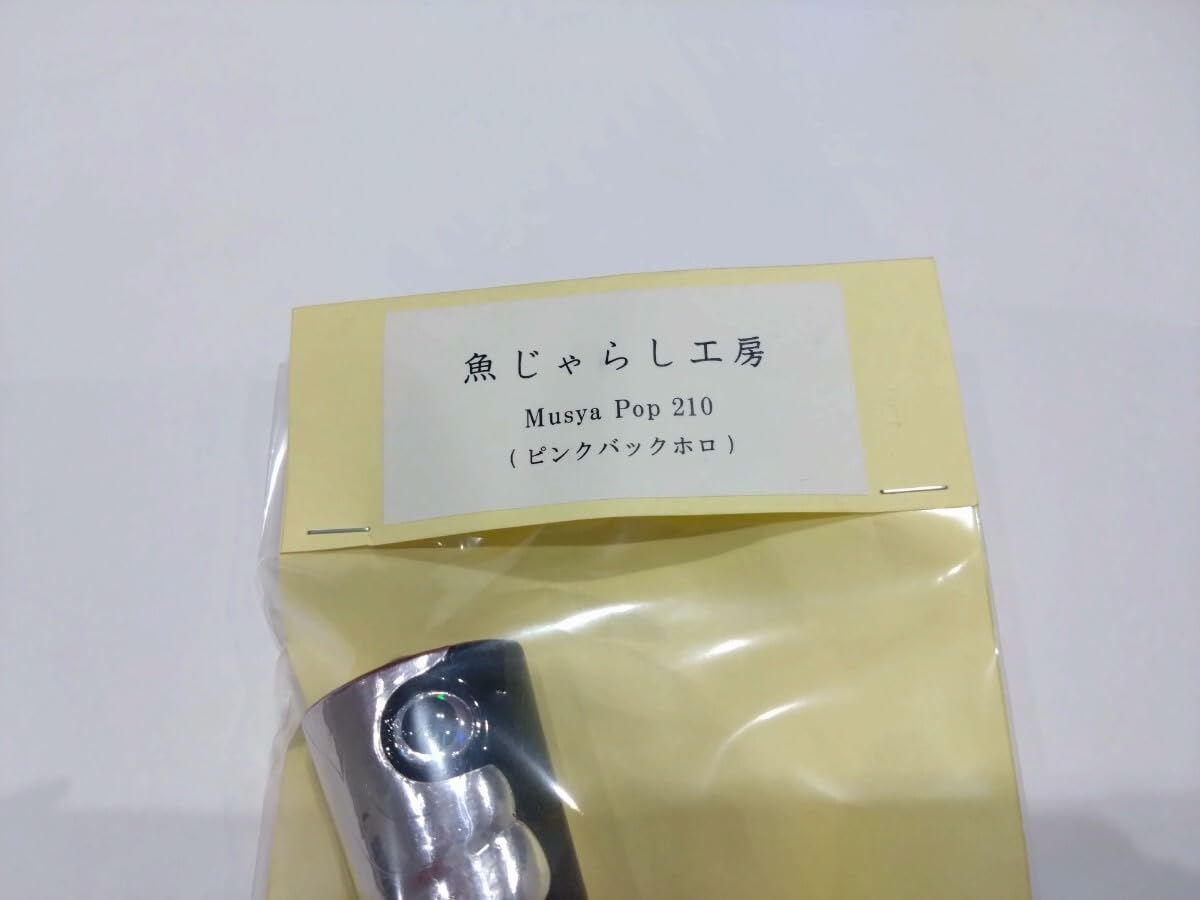 魚じゃらし工房
Musya Pop 210
(ピンクバックホロ)